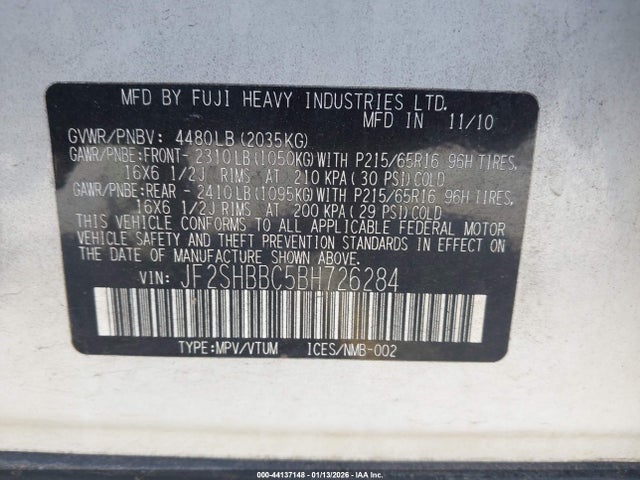 MFD BY FUJI HEAVY INDUSTRIES LTD.
MFD IN 11/10
GVWR/PNBV: 4480LB(2035KG)
GAWR/PNBE:FRONT-2310LB(1050KG)WITH P215/65R16 96H TIRES,
16X6 1/2J RIMS AT 210 KPA(30 PSI)COLD
GAWR/PNBE:REAR -2410LB(1095KG)WITH P215/65R16 96H TIRES,
16X6 1/2J RIMS AT 200 KPA(29 PSI)COLD
THIS VEHICLE CONFORMS TO ALL APPLICABLE FEDERAL MOTOR
VEHICLE SAFETY AND THEFT PREVENTION STANDARDS IN EFFECT ON
THE DATE OF MANUFACTURE SHOWN ABOVE.
VIN: JF2SHBBC5BH726284
TYPE:MPV/VTUM ICES/NMB-002
000-44137148 - 01/13/2026 - IAA Inc.